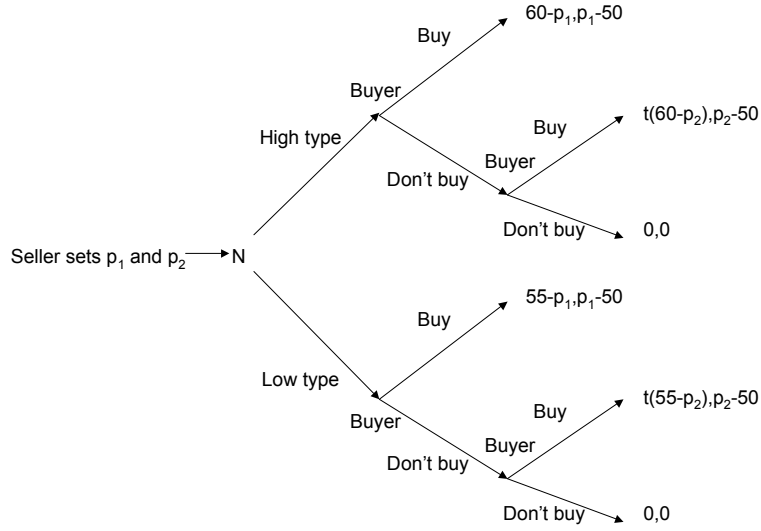 60-p₁,p₁-50
Buy
Buyer
t(60-p₂),p₂-50
High type
Buy
Buyer
Don't buy
Don't buy
0,0
Seller sets p₁ and p₂
N
55-p₁,p₁-50
Buy
Low type
t(55-p₂),p₂-50
Buyer
Buy
Buyer
Don't buy
Don't buy
0,0